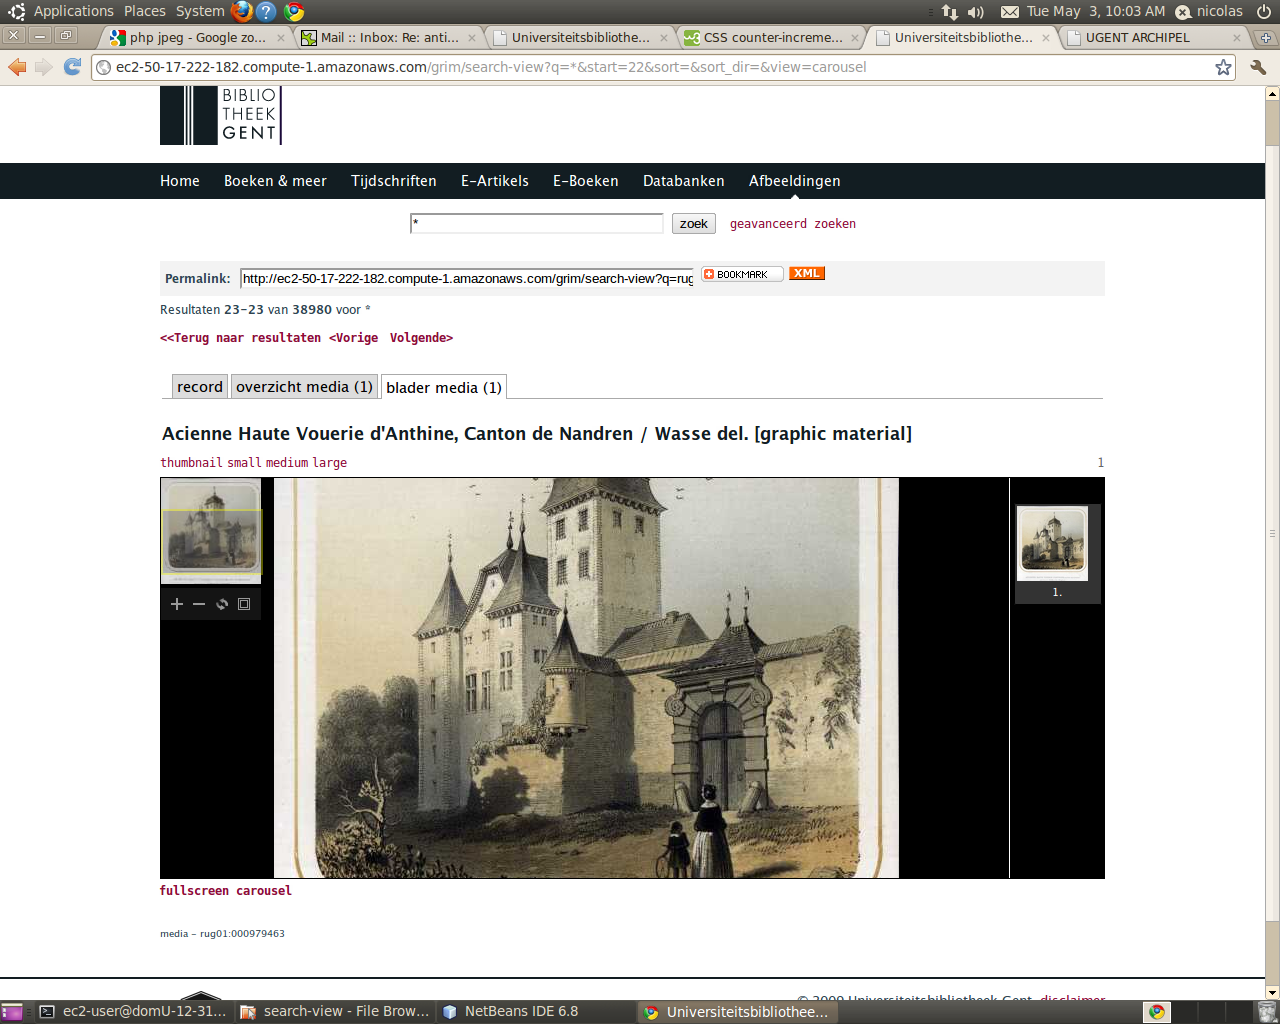 Applications Places System
Tue May 3, 10:03 AM nicolas
php jpeg - Google zo...
Mail :: Inbox: Re: anti...
Universiteitsbibliothe...
CSS counter-increme...
Universiteitsbibliothe...
UGENT ARCHIPEL
ec2-50-17-222-182.compute-1.amazonaws.com/grim/search-view?q=*&start=22&sort=&sort_dir=&view=carousel
BIBLIO
THEEK
GENT
Home Boeken & meer Tijdschriften E-Artikels E-Boeken Databanken Afbeeldingen
* zoek geavanceerd zoeken
Permalink: http://ec2-50-17-222-182.compute-1.amazonaws.com/grim/search-view?q=rug BOOKMARK XML
Resultaten 23-23 van 38980 voor *
<<Terug naar resultaten <Vorige Volgende>
record overzicht media (1) blader media (1)
Acienne Haute Vouerie d'Anthine, Canton de Nandren / Wasse del. [graphic material]
thumbnail small medium large 1
1.
fullscreen carousel
media - rug01:000979463
© 2009 Universiteitsbibliotheek Gent disclaimer
ec2-user@domU-12-31...
search-view - File Brow...
NetBeans IDE 6.8
Universiteitsbibliothee...